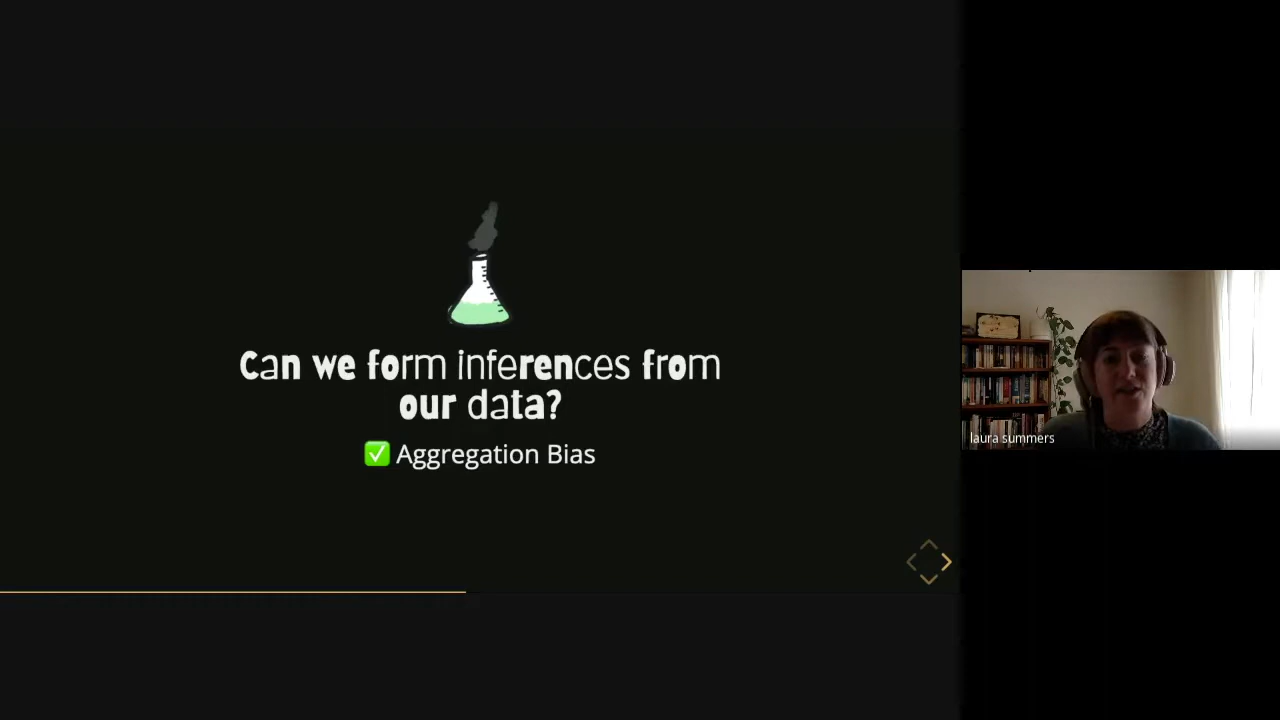 Can we form inferences from
our data?
✅ Aggregation Bias
laura summers